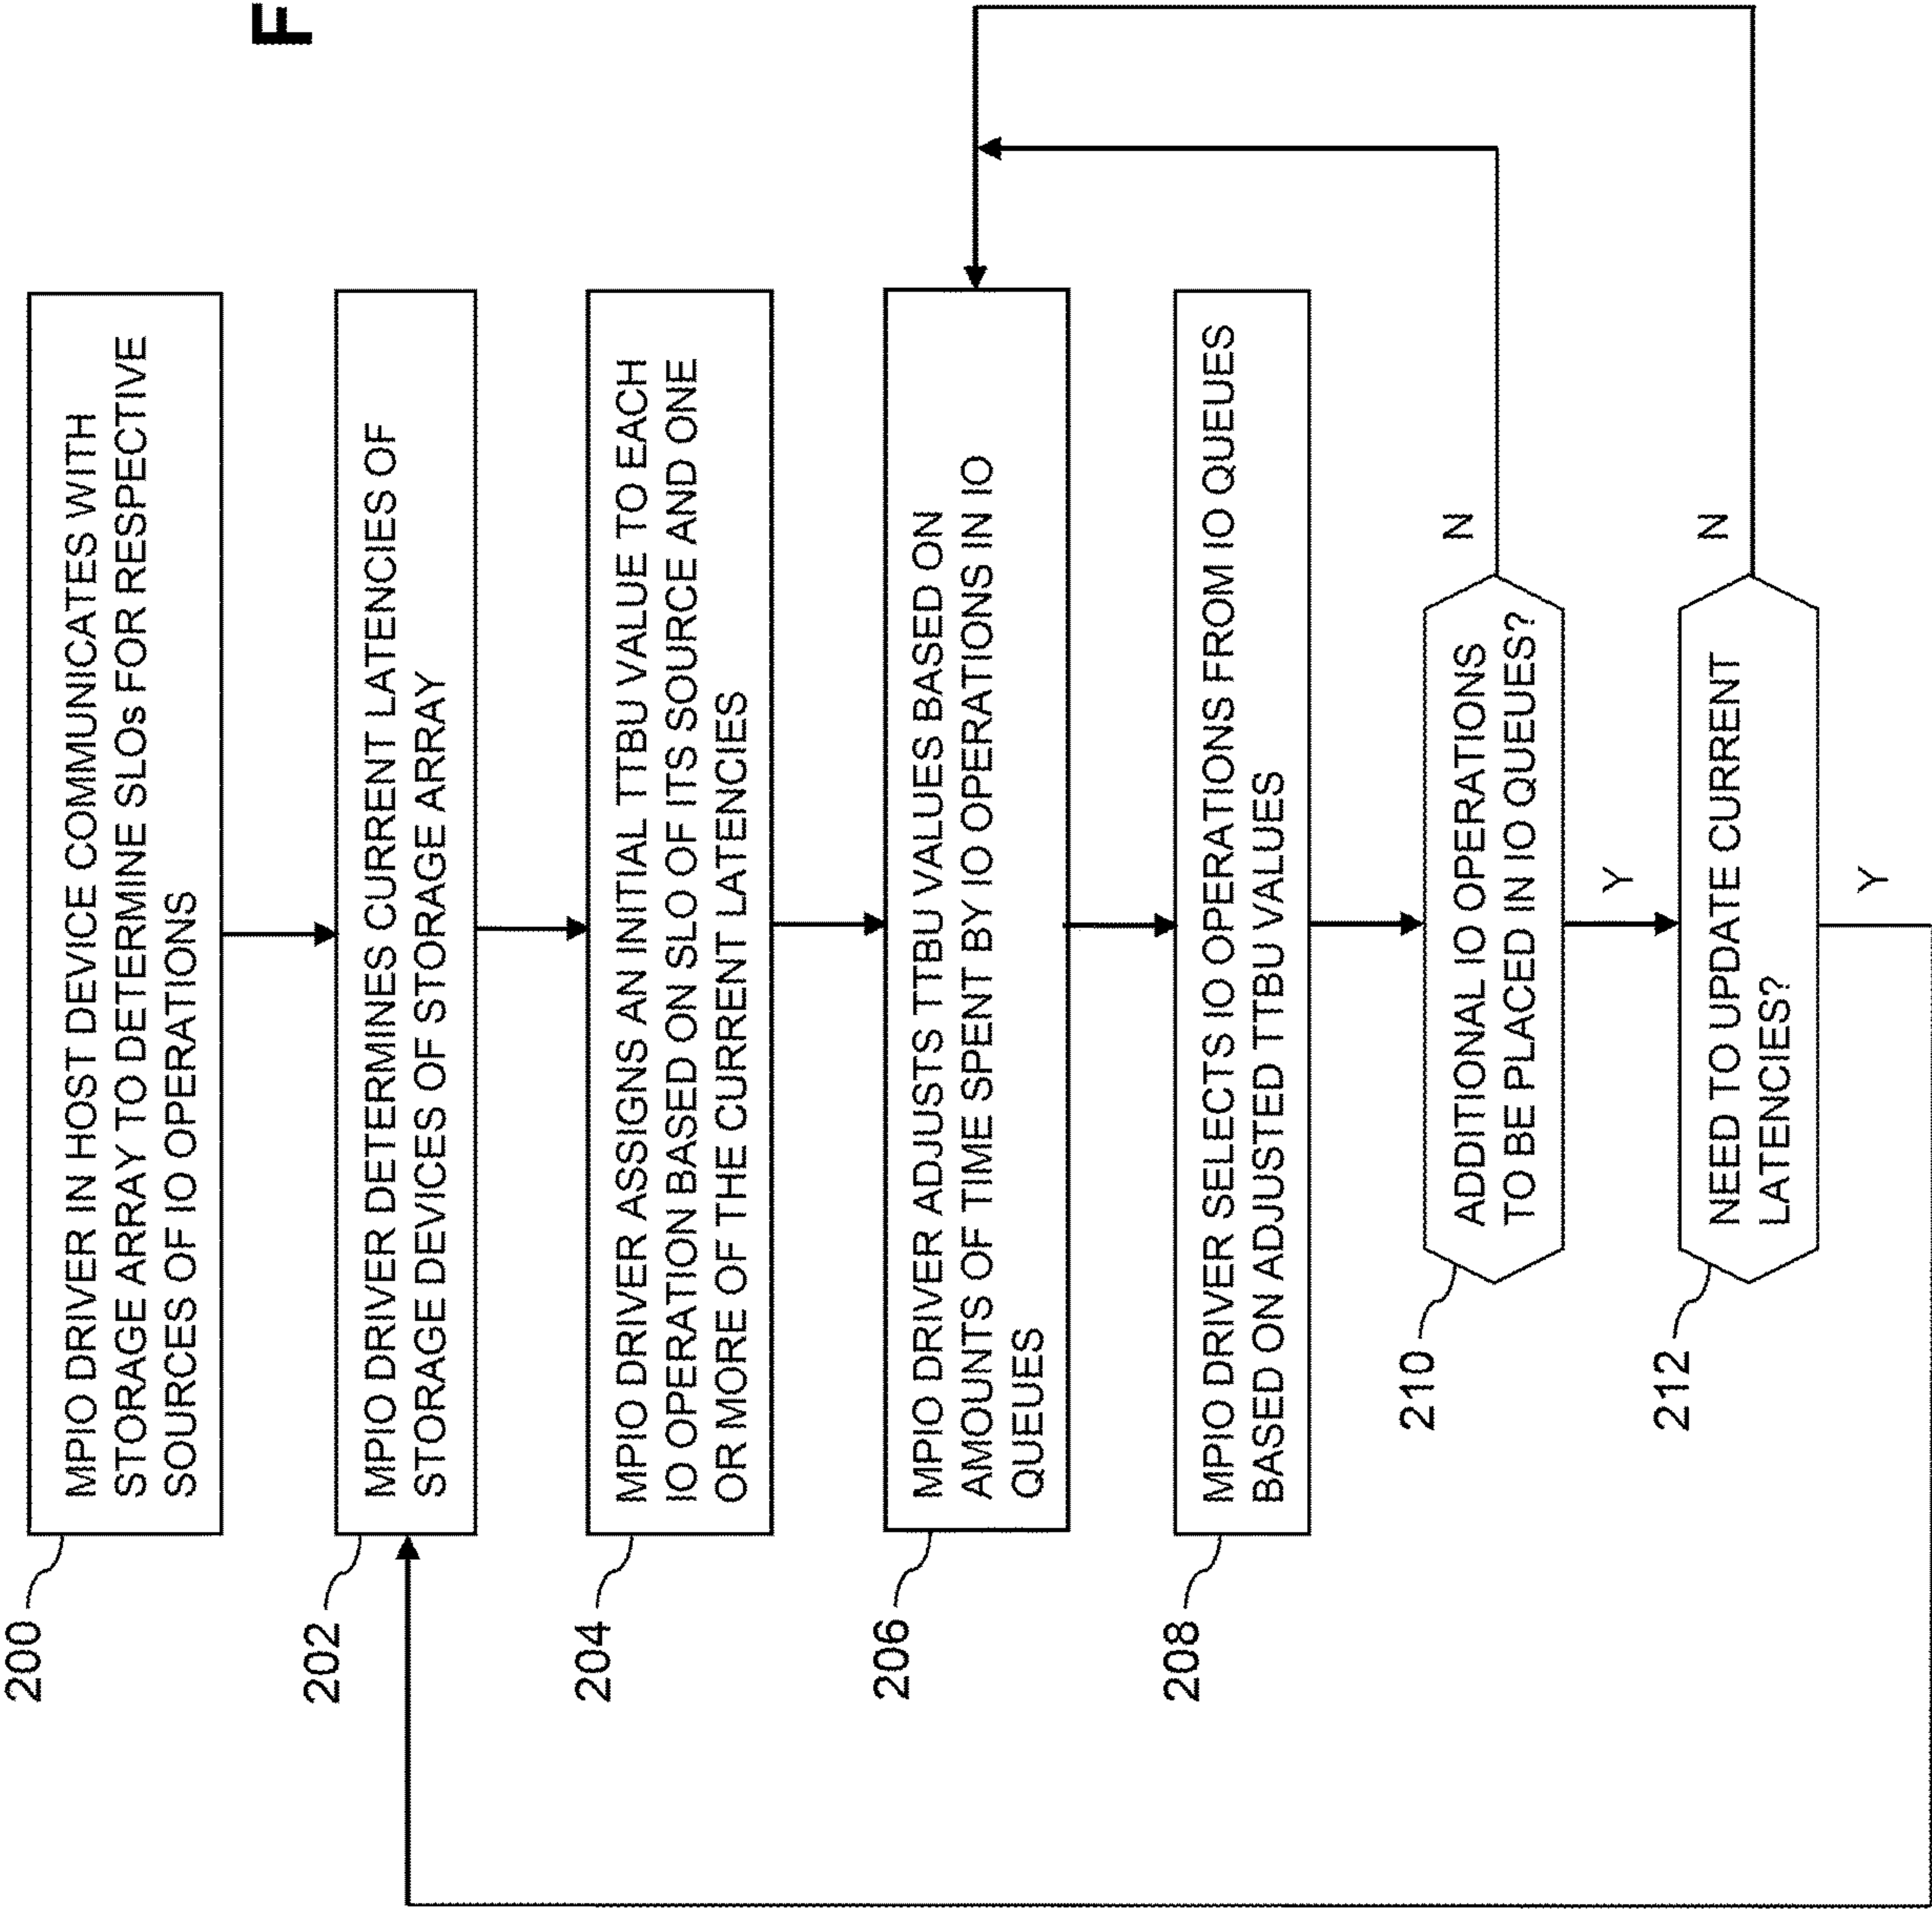 F
200
MPIO DRIVER IN HOST DEVICE COMMUNICATES WITH
STORAGE ARRAY TO DETERMINE SLOs FOR RESPECTIVE
SOURCES OF IO OPERATIONS
202
MPIO DRIVER DETERMINES CURRENT LATENCIES OF
STORAGE DEVICES OF STORAGE ARRAY
204
MPIO DRIVER ASSIGNS AN INITIAL TTBU VALUE TO EACH
IO OPERATION BASED ON SLO OF ITS SOURCE AND ONE
OR MORE OF THE CURRENT LATENCIES
206
MPIO DRIVER ADJUSTS TTBU VALUES BASED ON
AMOUNTS OF TIME SPENT BY IO OPERATIONS IN IO
QUEUES
208
MPIO DRIVER SELECTS IO OPERATIONS FROM IO QUEUES
BASED ON ADJUSTED TTBU VALUES
210
ADDITIONAL IO OPERATIONS
TO BE PLACED IN IO QUEUES?
N
Y
212
NEED TO UPDATE CURRENT
LATENCIES?
N
Y